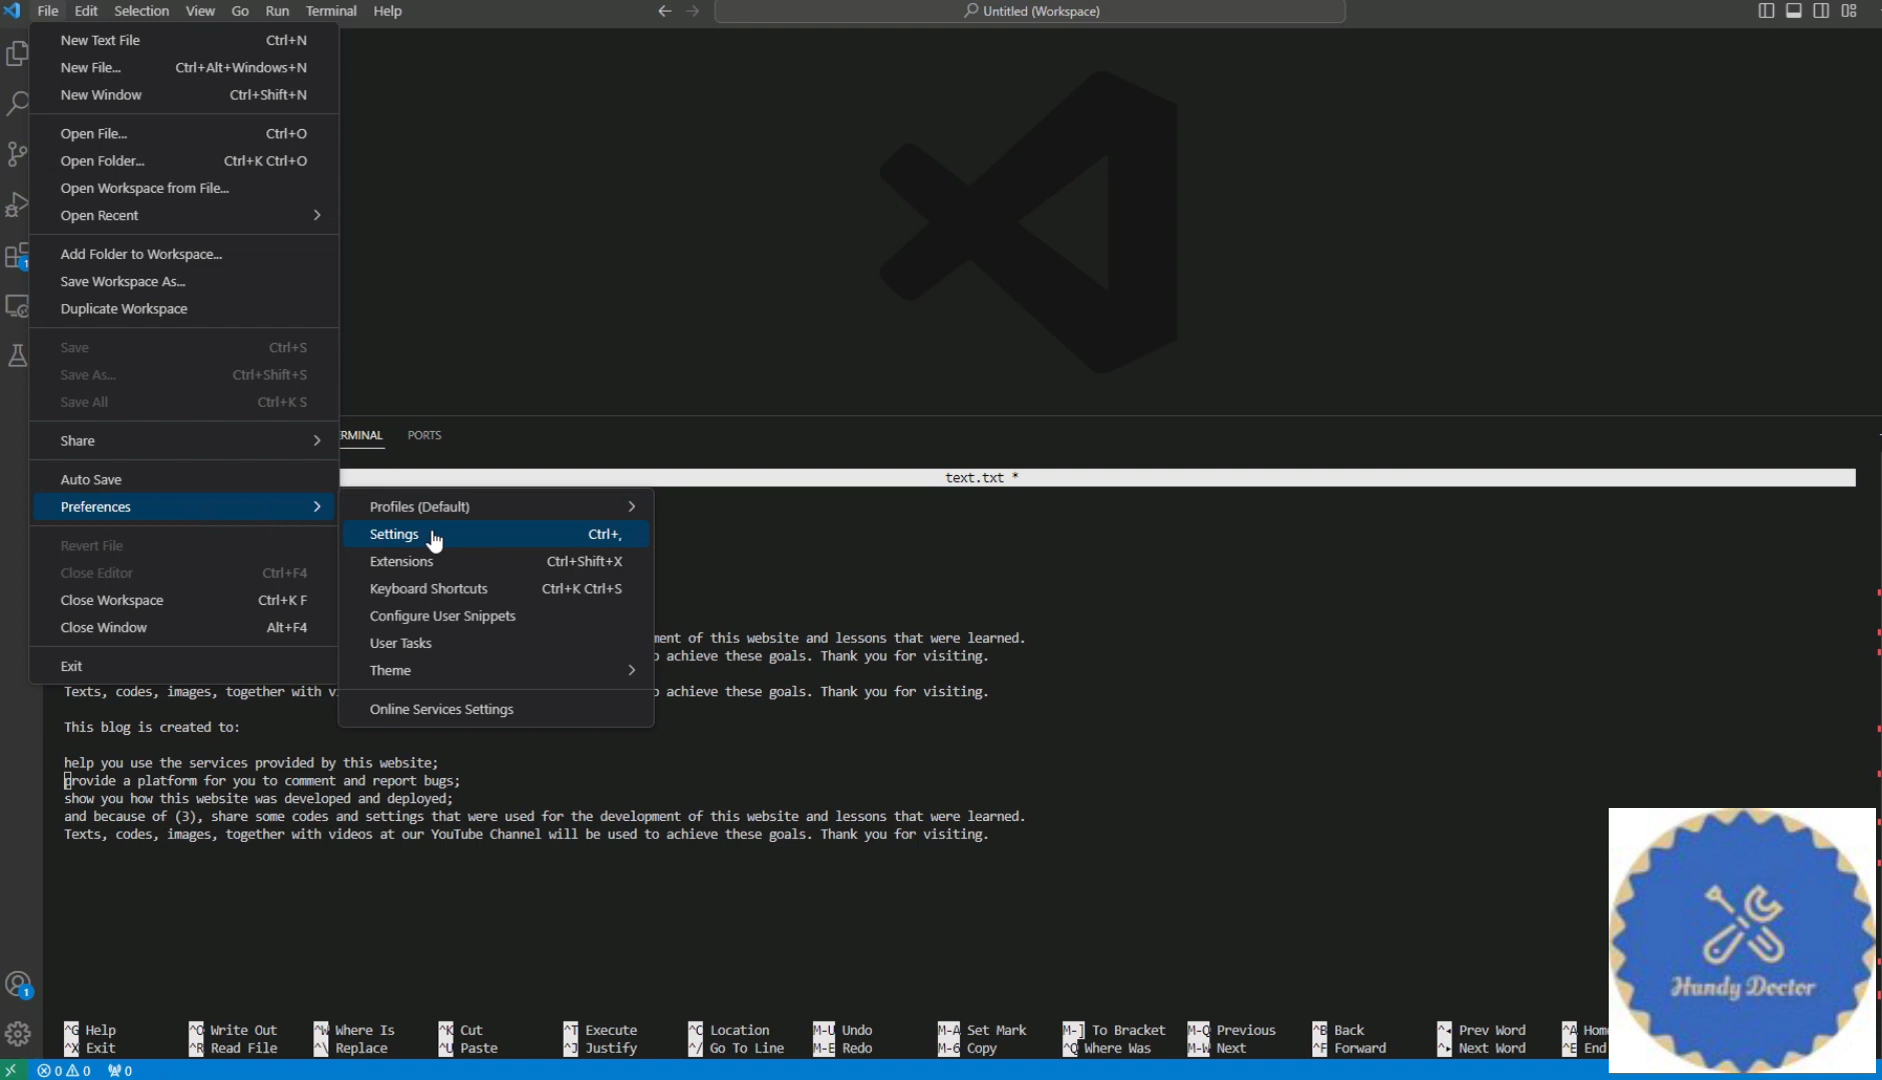 File Edit Selection View Go Run Terminal Help
Untitled (Workspace)
New Text File Ctrl+N
New File... Ctrl+Alt+Windows+N
New Window Ctrl+Shift+N
Open File... Ctrl+O
Open Folder... Ctrl+K Ctrl+O
Open Workspace from File...
Open Recent
Add Folder to Workspace...
Save Workspace As...
Duplicate Workspace
Save Ctrl+S
Save As... Ctrl+Shift+S
Save All Ctrl+K S
Share
Auto Save
Preferences
Revert File
Close Editor Ctrl+F4
Close Workspace Ctrl+K F
Close Window Alt+F4
Exit
Profiles (Default)
Settings Ctrl+,
Extensions Ctrl+Shift+X
Keyboard Shortcuts Ctrl+K Ctrl+S
Configure User Snippets
User Tasks
Theme
Online Services Settings
RMINAL PORTS
text.txt *
ment of this website and lessons that were learned.
o achieve these goals. Thank you for visiting.
Texts, codes, images, together with v
o achieve these goals. Thank you for visiting.
This blog is created to:
help you use the services provided by this website;
provide a platform for you to comment and report bugs;
show you how this website was developed and deployed;
and because of (3), share some codes and settings that were used for the development of this website and lessons that were learned.
Texts, codes, images, together with videos at our YouTube Channel will be used to achieve these goals. Thank you for visiting.
^G Help ^O Write Out ^W Where Is ^K Cut ^T Execute ^C Location M-U Undo M-A Set Mark M-] To Bracket M-Q Previous ^B Back ^◂ Prev Word ^A Hom
^X Exit ^R Read File ^\ Replace ^U Paste ^J Justify ^/ Go To Line M-E Redo M-6 Copy ^Q Where Was M-W Next ^F Forward ^▸ Next Word ^E End
0 0 0
1
1
Hundy Doctor